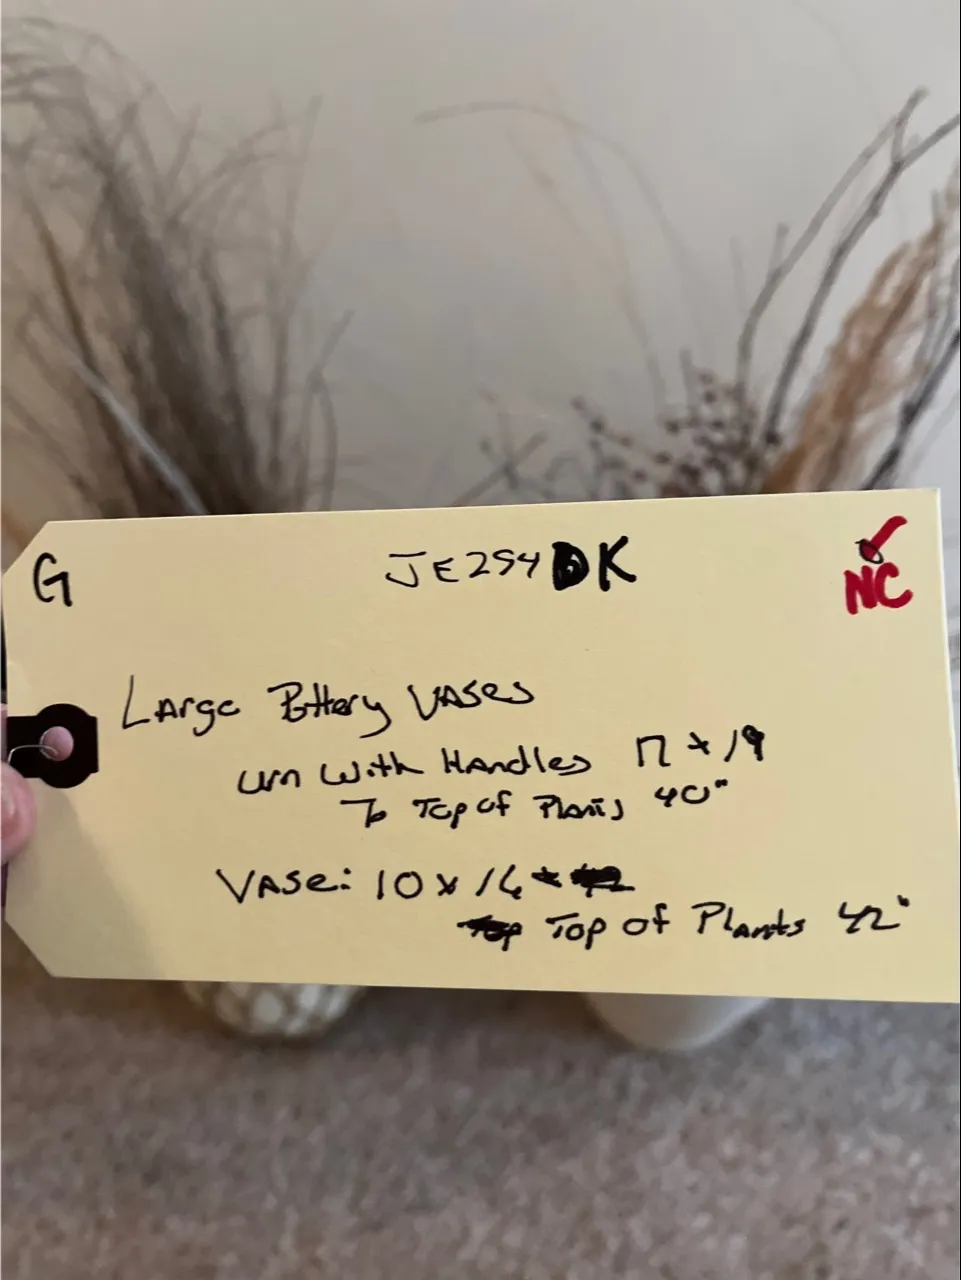 G JE254DK NC
Large Pottery Vases
urn With Handles 17 x 19
To Top of Plants 40"
Vase: 10 x 16
Top of Plants 42"